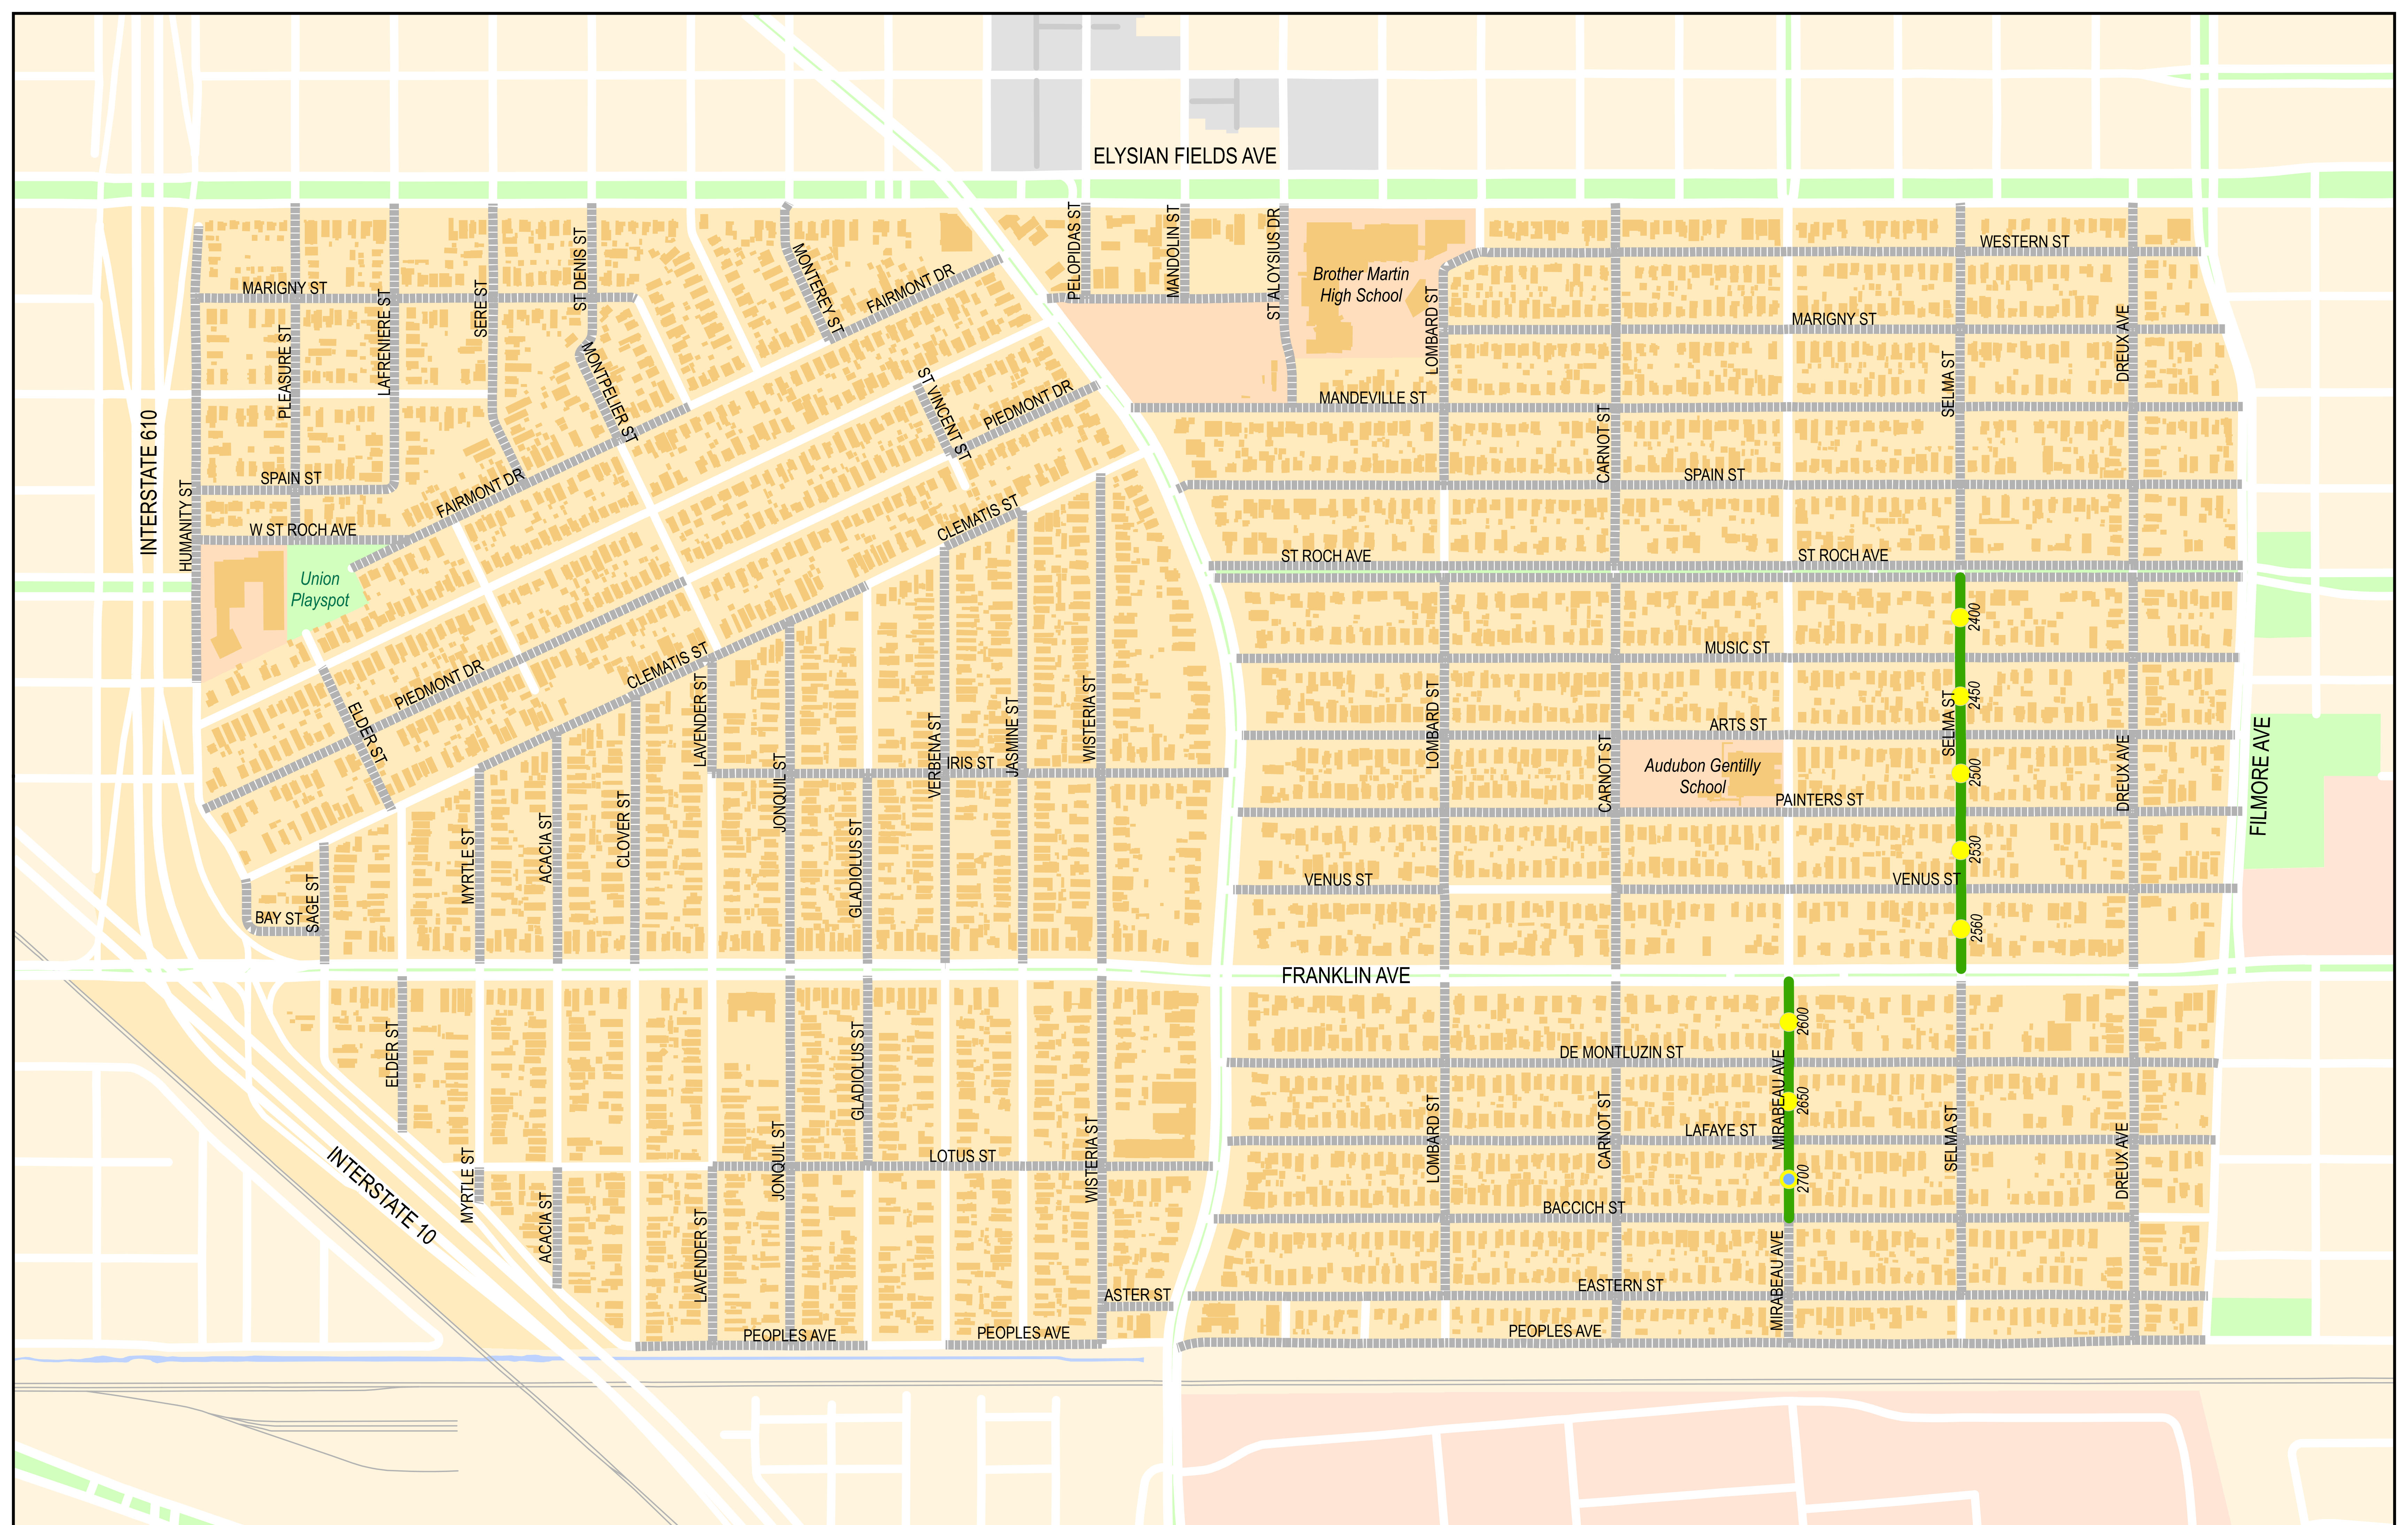 ELYSIAN FIELDS AVE
PELOPIDAS ST
MANDOLIN ST
ST ALOYSIUS DR
Brother Martin
High School
WESTERN ST
MARIGNY ST
PLEASURE ST
LAFRENIERE ST
SERE ST
ST DENIS ST
MONTPELIER ST
MONTEREY ST
FAIRMONT DR
LOMBARD ST
MARIGNY ST
SELMA ST
DREUX AVE
ST VINCENT ST
PIEDMONT DR
MANDEVILLE ST
CARNOT ST
INTERSTATE 610
HUMANITY ST
SPAIN ST
FAIRMONT DR
SPAIN ST
W ST ROCH AVE
CLEMATIS ST
ST ROCH AVE
ST ROCH AVE
Union
Playspot
2400
MUSIC ST
CLEMATIS ST
PIEDMONT DR
ELDER ST
LAVENDER ST
JONQUIL ST
VERBENA ST
JASMINE ST
WISTERIA ST
IRIS ST
LOMBARD ST
CARNOT ST
ARTS ST
SELMA ST
2450
DREUX AVE
FILMORE AVE
Audubon Gentilly
School
2500
PAINTERS ST
MYRTLE ST
ACACIA ST
CLOVER ST
GLADIOLUS ST
2530
VENUS ST
VENUS ST
BAY ST
SAGE ST
2560
FRANKLIN AVE
ELDER ST
GLADIOLUS ST
2600
DE MONTLUZIN ST
MIRABEAU AVE
2650
LOMBARD ST
CARNOT ST
LAFAYE ST
SELMA ST
DREUX AVE
INTERSTATE 10
MYRTLE ST
ACACIA ST
LAVENDER ST
JONQUIL ST
LOTUS ST
WISTERIA ST
2700
BACCICH ST
MIRABEAU AVE
EASTERN ST
ASTER ST
PEOPLES AVE
PEOPLES AVE
PEOPLES AVE